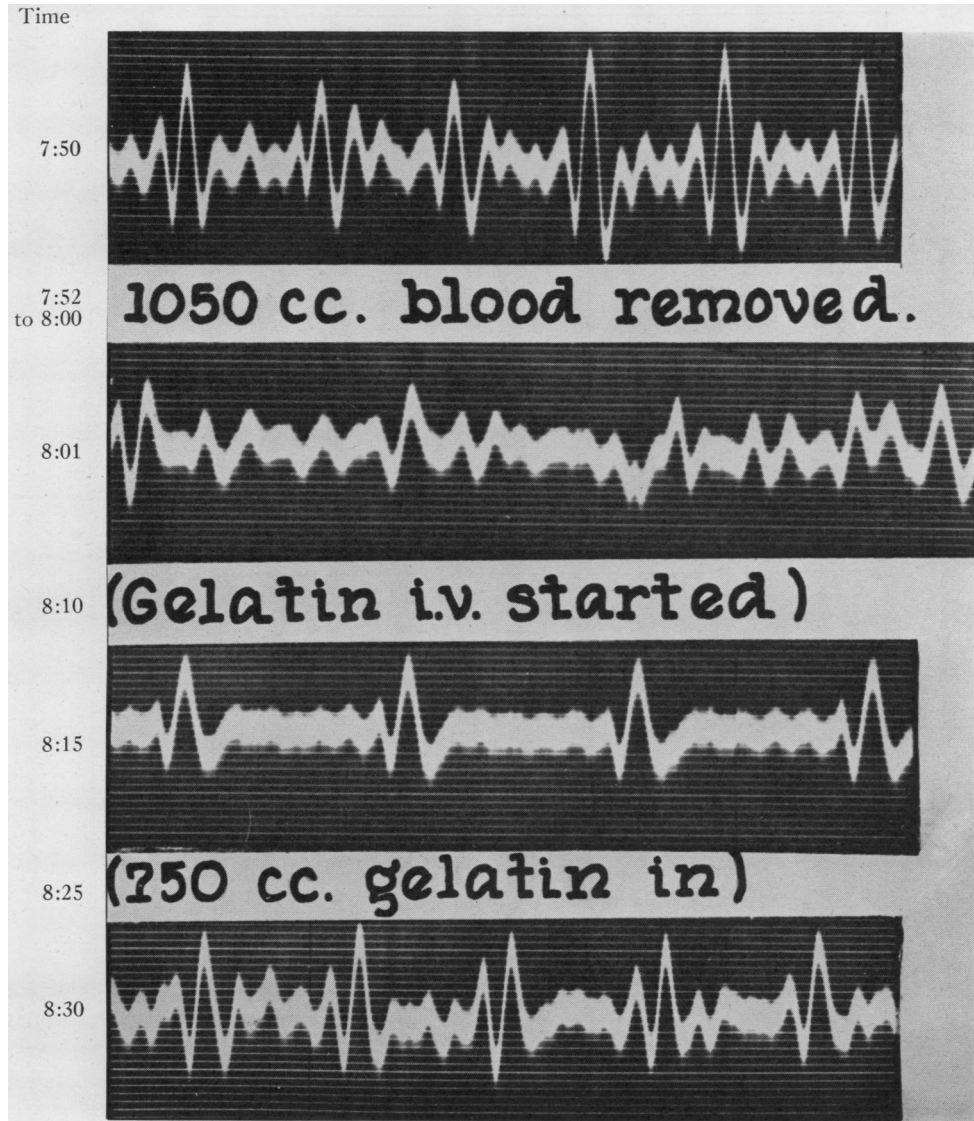 Time
7:50
7:52
to 8:00
1050 cc. blood removed.
8:01
8:10
(Gelatin i.v. started)
8:15
8:25
(750 cc. gelatin in)
8:30